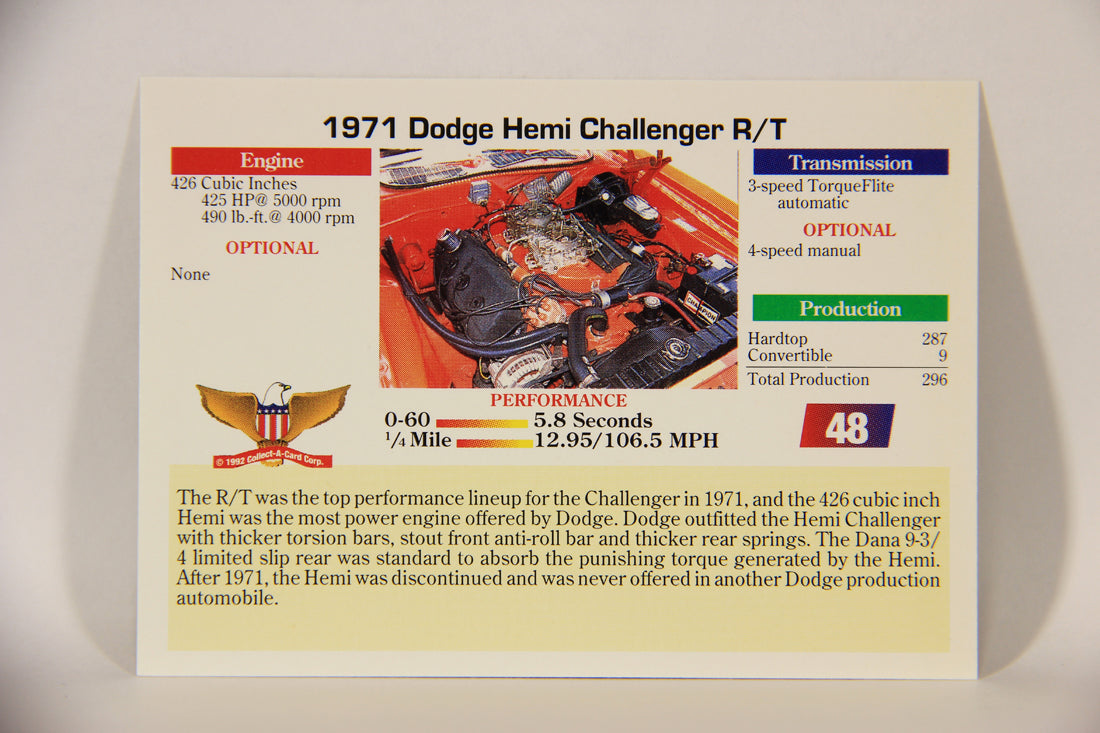 1971 Dodge Hemi Challenger R/T
Engine
426 Cubic Inches
425 HP@ 5000 rpm
490 lb.-ft.@ 4000 rpm
OPTIONAL
None
CHAMPION
Transmission
3-speed TorqueFlite
automatic
OPTIONAL
4-speed manual
Production
Hardtop 287
Convertible 9
Total Production 296
© 1992 Collect-A-Card Corp.
PERFORMANCE
0-60 5.8 Seconds
1/4 Mile 12.95/106.5 MPH
48
The R/T was the top performance lineup for the Challenger in 1971, and the 426 cubic inch
Hemi was the most power engine offered by Dodge. Dodge outfitted the Hemi Challenger
with thicker torsion bars, stout front anti-roll bar and thicker rear springs. The Dana 9-3/
4 limited slip rear was standard to absorb the punishing torque generated by the Hemi.
After 1971, the Hemi was discontinued and was never offered in another Dodge production
automobile.